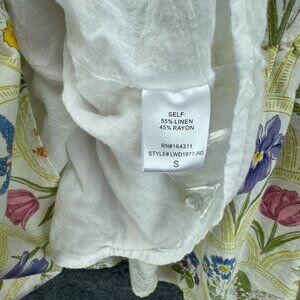 SELF:
55% LINEN
45% RAYON
RN#164311
STYLE#LWD1977-RD
S